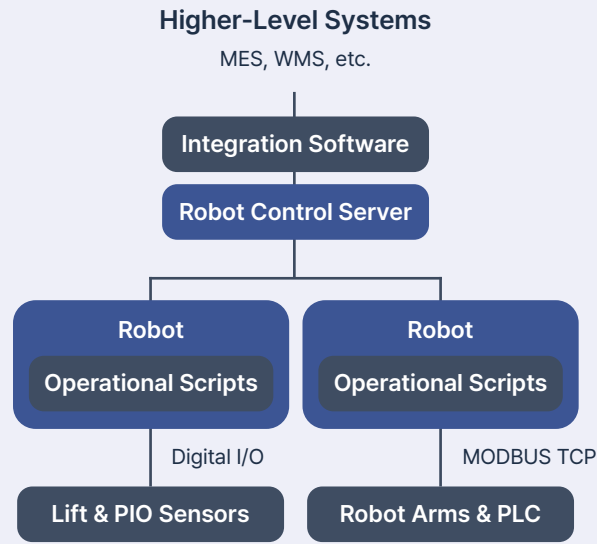 Higher-Level Systems
MES, WMS, etc.
Integration Software
Robot Control Server
Robot
Operational Scripts
Robot
Operational Scripts
Digital I/O
MODBUS TCP
Lift & PIO Sensors
Robot Arms & PLC